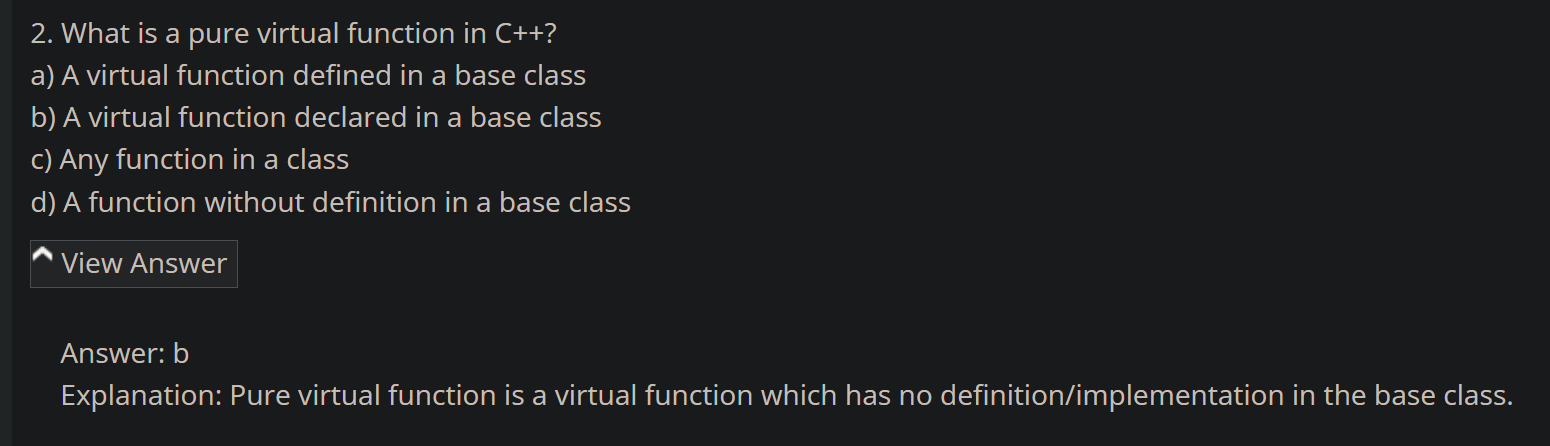 2. What is a pure virtual function in C++?
a) A virtual function defined in a base class
b) A virtual function declared in a base class
c) Any function in a class
d) A function without definition in a base class
View Answer
Answer: b
Explanation: Pure virtual function is a virtual function which has no definition/implementation in the base class.